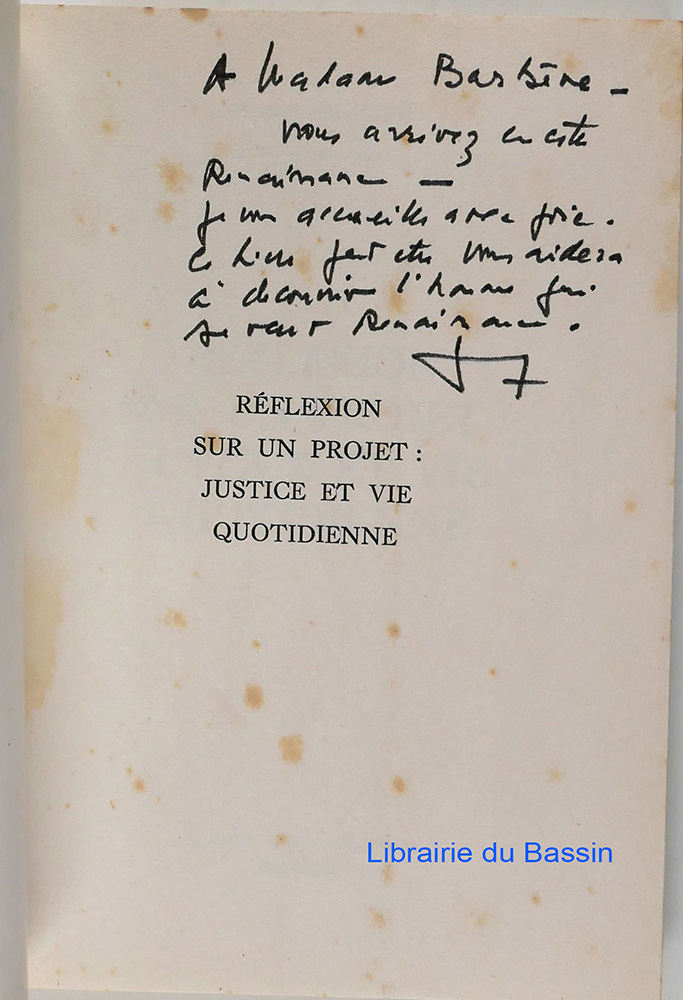 A Madame Barbère –
vous arrivez en cette
Renaissance —
Je vous accueille avec joie.
Ce livre peut être vous aidera
à découvrir l'homme qui
se veut Renaissance.
RÉFLEXION
SUR UN PROJET :
JUSTICE ET VIE
QUOTIDIENNE
Librairie du Bassin